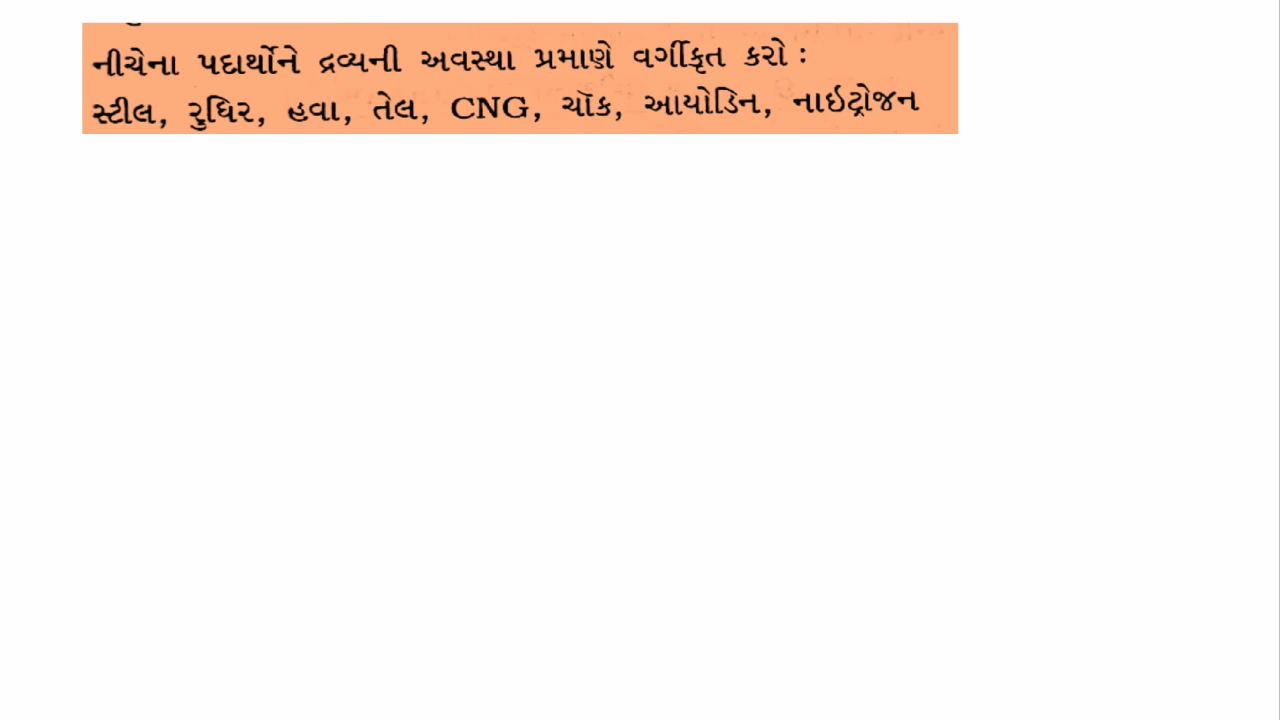 નીચેના પદાર્થોને દ્રવ્યની અવસ્થા પ્રમાણે વર્ગીકૃત કરો :
સ્ટીલ, રુધિર, હવા, તેલ, CNG, ચૉક, આયોડિન, નાઇટ્રોજન